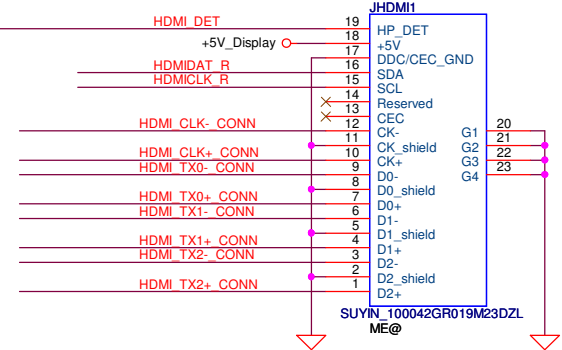 JHDMI1
HDMI_DET 19 HP_DET
+5V_Display 18 +5V
17 DDC/CEC_GND
HDMIDAT_R 16 SDA
HDMICLK_R 15 SCL
14 Reserved
13 CEC
HDMI_CLK-_CONN 12 CK- G1 20
11 CK_shield G2 21
HDMI_CLK+_CONN 10 CK+ G3 22
HDMI_TX0-_CONN 9 D0- G4 23
8 D0_shield
HDMI_TX0+_CONN 7 D0+
HDMI_TX1-_CONN 6 D1-
5 D1_shield
HDMI_TX1+_CONN 4 D1+
HDMI_TX2-_CONN 3 D2-
2 D2_shield
HDMI_TX2+_CONN 1 D2+
SUYIN_100042GR019M23DZL
ME@